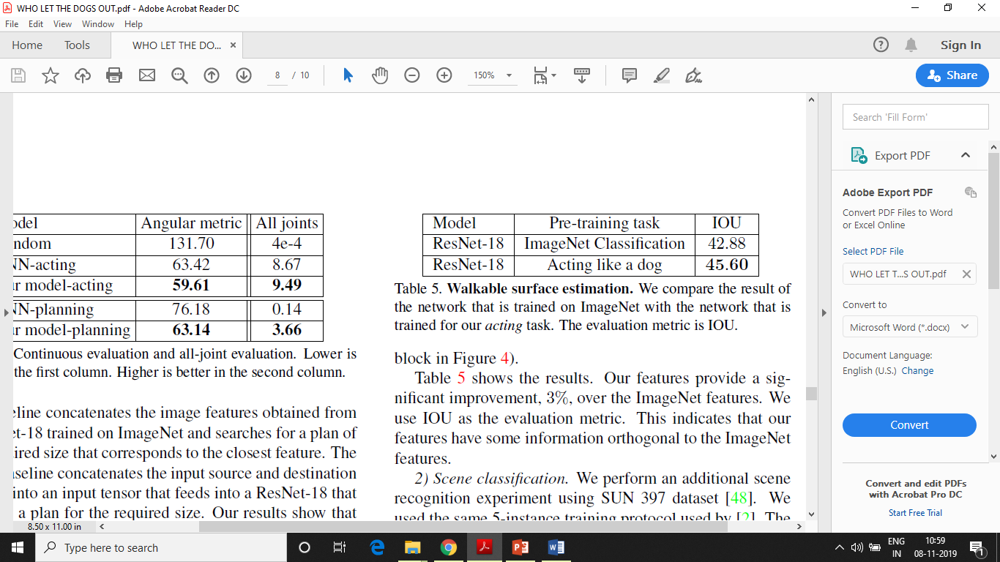 WHO LET THE DOGS OUT.pdf - Adobe Acrobat Reader DC
File Edit View Window Help
Home Tools WHO LET THE DO... ×
Sign In
8 / 10
150%
Share
odel Angular metric All joints
ndom 131.70 4e-4
NN-acting 63.42 8.67
ur model-acting 59.61 9.49
NN-planning 76.18 0.14
ur model-planning 63.14 3.66
Continuous evaluation and all-joint evaluation. Lower is
the first column. Higher is better in the second column.
eline concatenates the image features obtained from
et-18 trained on ImageNet and searches for a plan of
ired size that corresponds to the closest feature. The
aseline concatenates the input source and destination
into an input tensor that feeds into a ResNet-18 that
a plan for the required size. Our results show that
Model Pre-training task IOU
ResNet-18 ImageNet Classification 42.88
ResNet-18 Acting like a dog 45.60
Table 5. Walkable surface estimation. We compare the result of
the network that is trained on ImageNet with the network that is
trained for our acting task. The evaluation metric is IOU.
block in Figure 4).
Table 5 shows the results. Our features provide a sig-
nificant improvement, 3%, over the ImageNet features. We
use IOU as the evaluation metric. This indicates that our
features have some information orthogonal to the ImageNet
features.
2) Scene classification. We perform an additional scene
recognition experiment using SUN 397 dataset [48]. We
used the same 5-instance training protocol used by [2]. The
8.50 x 11.00 in
Search 'Fill Form'
Export PDF
Adobe Export PDF
Convert PDF Files to Word
or Excel Online
Select PDF File
WHO LET T...S OUT.pdf
Convert to
Microsoft Word (*.docx)
Document Language:
English (U.S.) Change
Convert
Convert and edit PDFs
with Acrobat Pro DC
Start Free Trial
Type here to search
ENG
IN
10:59
08-11-2019
1